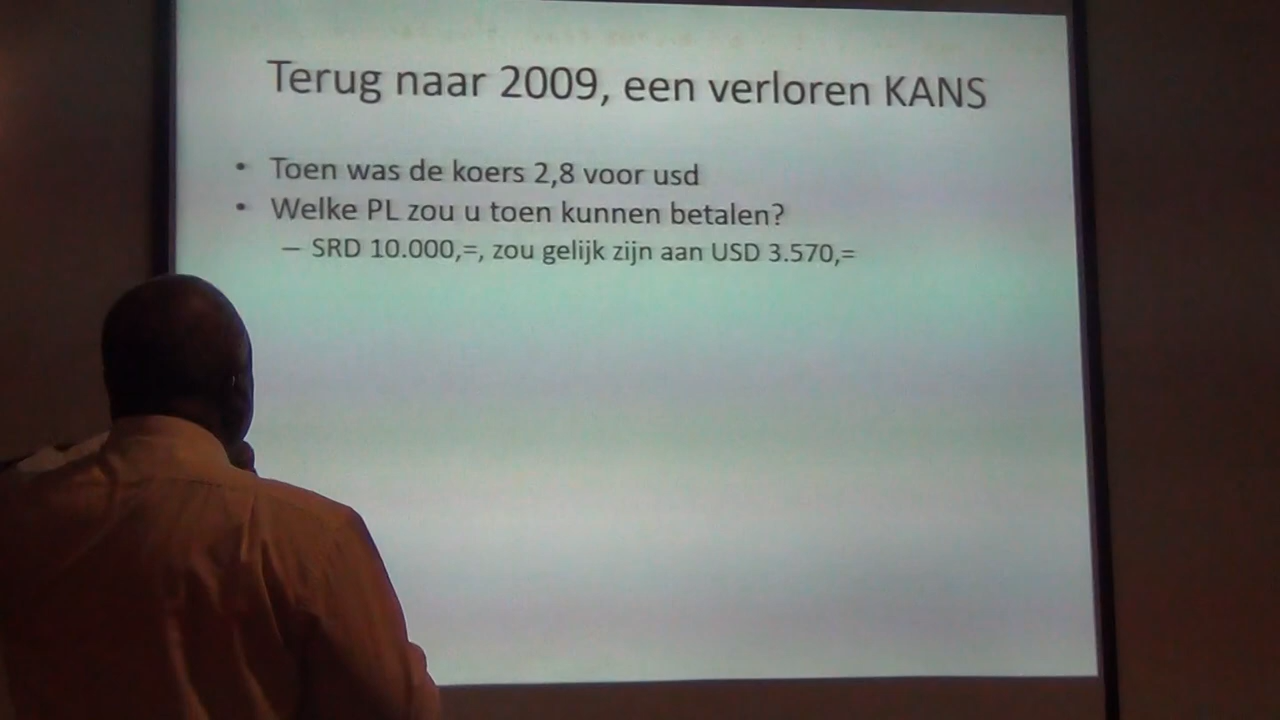 Terug naar 2009, een verloren KANS
• Toen was de koers 2,8 voor usd
• Welke PL zou u toen kunnen betalen?
– SRD 10.000,=, zou gelijk zijn aan USD 3.570,=